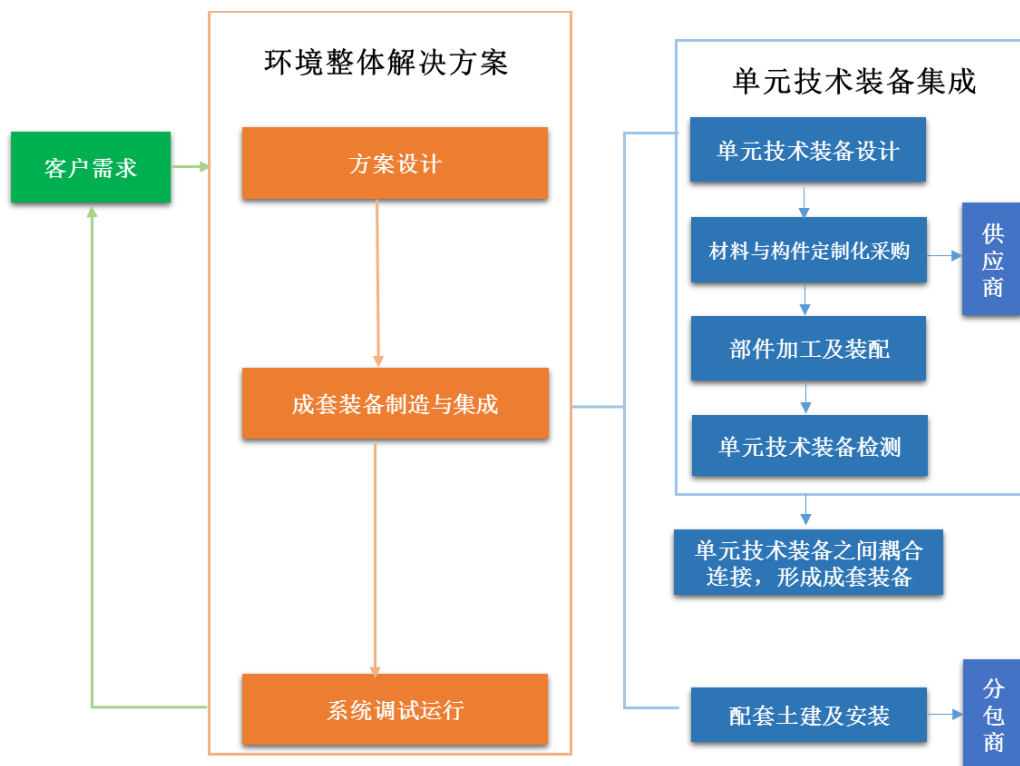 环境整体解决方案
客户需求
方案设计
成套装备制造与集成
系统调试运行
单元技术装备集成
单元技术装备设计
材料与构件定制化采购
供
应
商
部件加工及装配
单元技术装备检测
单元技术装备之间耦合
连接，形成成套装备
配套土建及安装
分
包
商